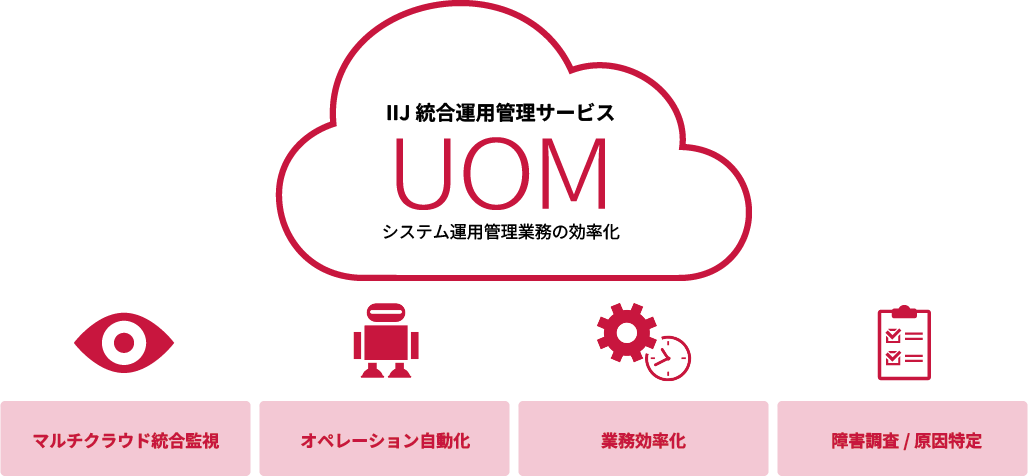 IIJ 統合運用管理サービス
UOM
システム運用管理業務の効率化
マルチクラウド統合監視
オペレーション自動化
業務効率化
障害調査 / 原因特定